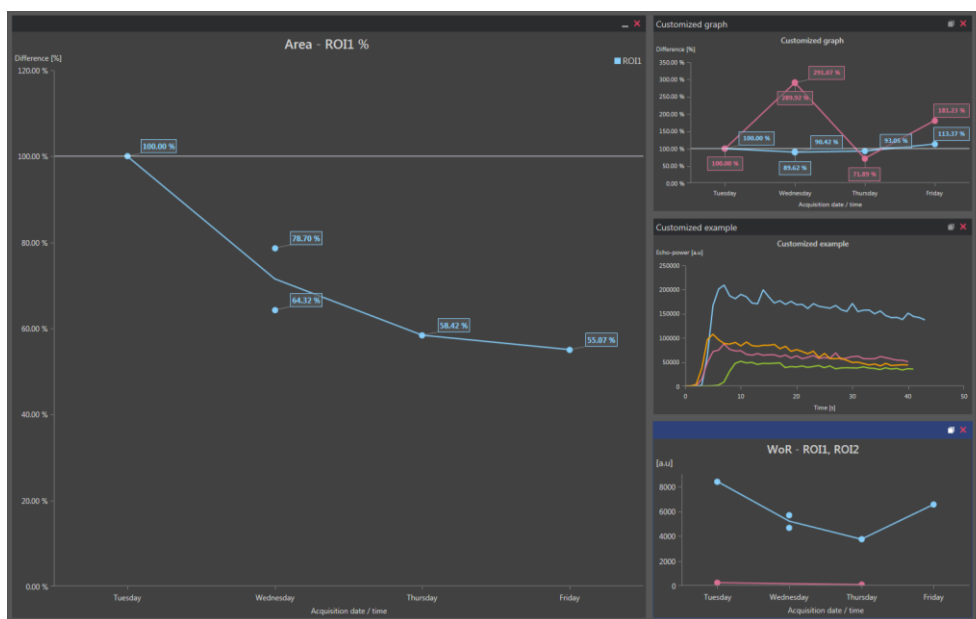 Area - ROI1 %
Difference [%]
ROI1
120.00 %
100.00 %
80.00 %
60.00 %
40.00 %
20.00 %
0.00 %
100.00 %
78.70 %
64.32 %
58.42 %
55.07 %
Tuesday
Wednesday
Thursday
Friday
Acquisition date / time
Customized graph
Customized graph
Difference [%]
350.00 %
300.00 %
250.00 %
200.00 %
150.00 %
100.00 %
50.00 %
0.00 %
291.07 %
289.92 %
181.23 %
100.00 %
90.42 %
93.05 %
113.27 %
100.00 %
89.62 %
71.89 %
Tuesday
Wednesday
Thursday
Friday
Acquisition date / time
Customized example
Customized example
Echo-power [a.u]
250000
200000
150000
100000
50000
0
0
10
20
30
40
50
Time [s]
WoR - ROI1, ROI2
[a.u]
8000
6000
4000
2000
0
Tuesday
Wednesday
Thursday
Friday
Acquisition date / time